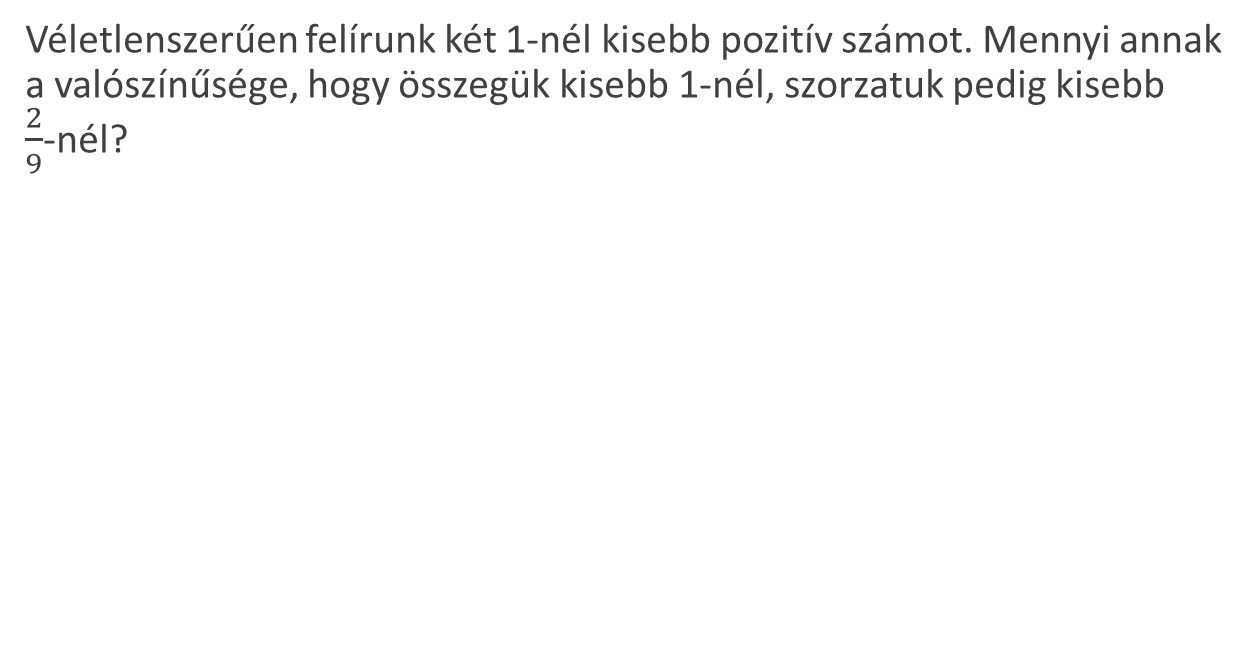 Véletlenszerűen felírunk két 1-nél kisebb pozitív számot. Mennyi annak
a valószínűsége, hogy összegük kisebb 1-nél, szorzatuk pedig kisebb
2/9-nél?